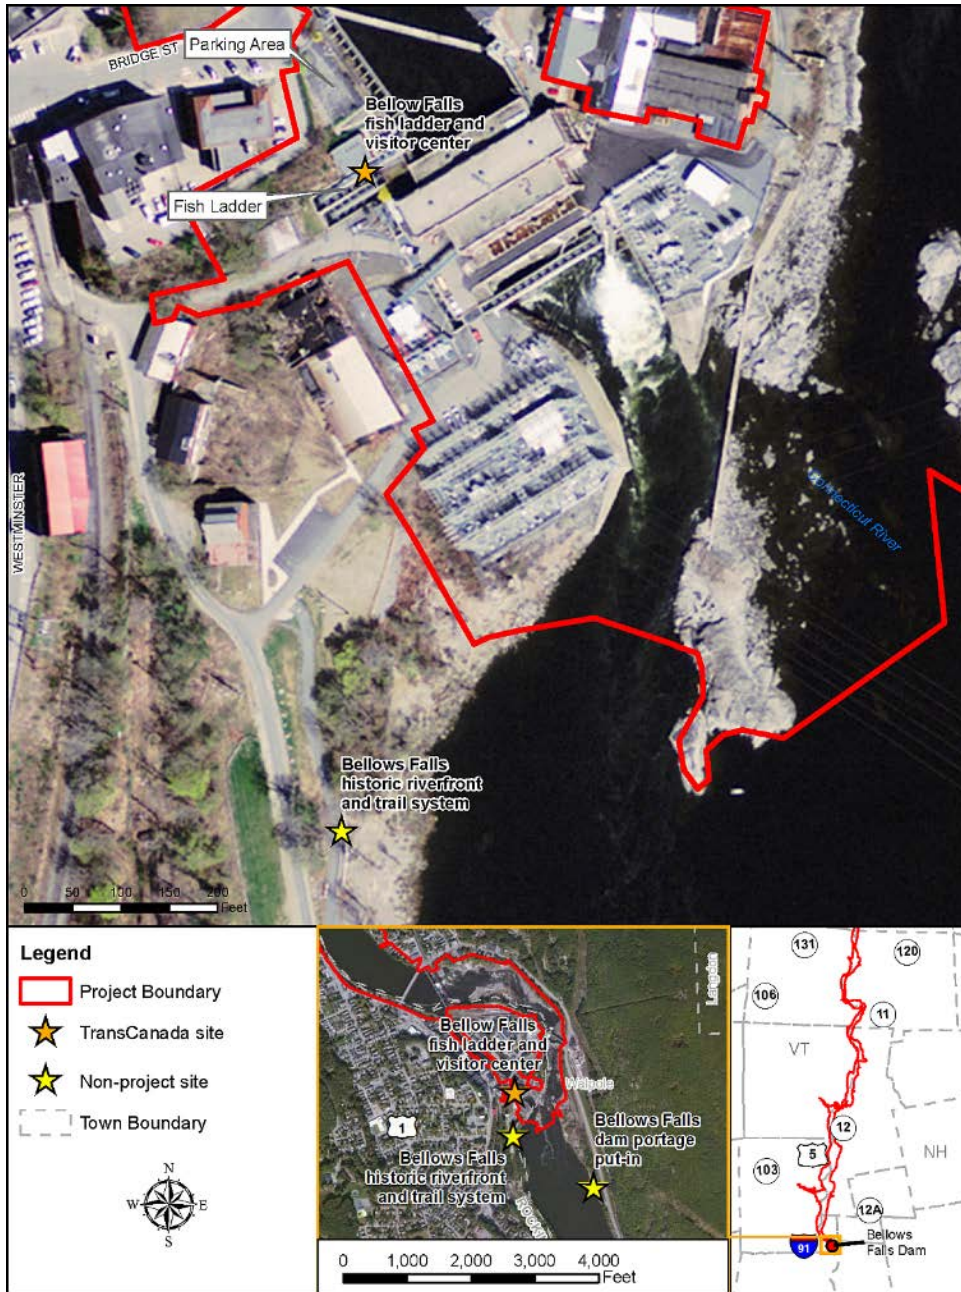 BRIDGE ST
Parking Area
Bellow Falls
fish ladder and
visitor center
Fish Ladder
WESTMINSTER
Connecticut River
Bellows Falls
historic riverfront
and trail system
0 50 100 150 200
Feet
Legend
Project Boundary
TransCanada site
Non-project site
Town Boundary
N
W E
S
Langdon
Bellow Falls
fish ladder and
visitor center
Walpole
1
Bellows Falls
dam portage
put-in
Bellows Falls
historic riverfront
and trail system
0 1,000 2,000 3,000 4,000
Feet
131
120
106
11
VT
12
5
NH
103
12A
91
Bellows
Falls Dam